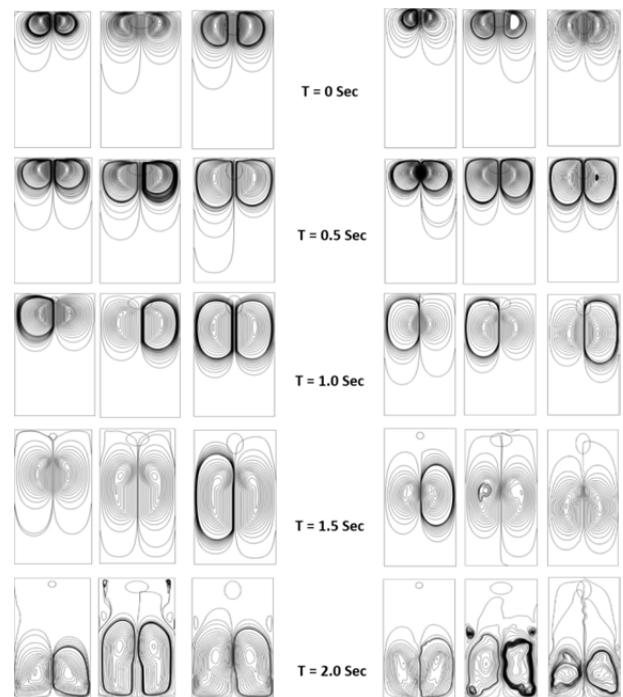 T = 0 Sec
T = 0.5 Sec
T = 1.0 Sec
T = 1.5 Sec
T = 2.0 Sec